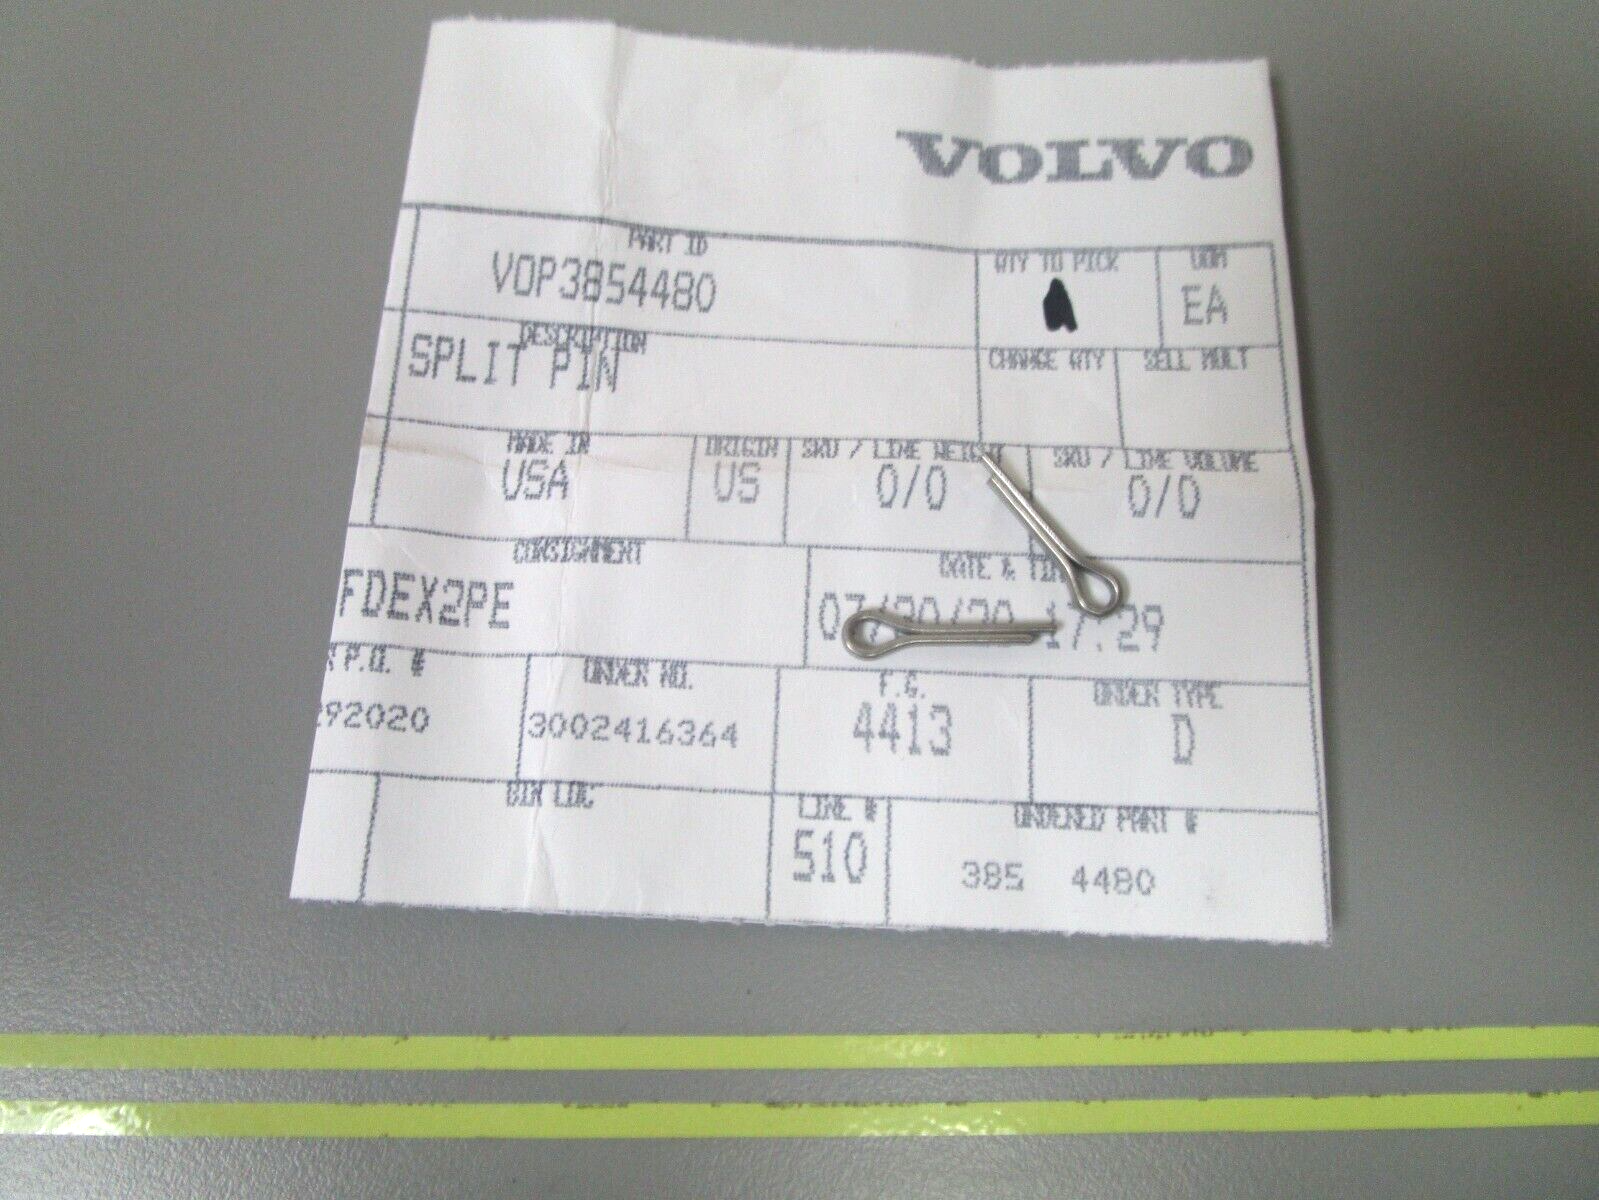 VOLVO
PART ID
VOP3854480
QTY TO PICK
UOM
EA
DESCRIPTION
SPLIT PIN
CHANGE QTY
SELL MULT
MADE IN
USA
ORIGIN
US
SKU / LINE WEIGHT
0/0
SKU / LINE VOLUME
0/0
CONSIGNMENT
FDEX2PE
DATE & TIM
17:29
P.O. #
292020
ORDER NO.
3002416364
F.G.
4413
ORDER TYPE
D
BIN LOC
LINE #
510
ORDERED PART #
385 4480